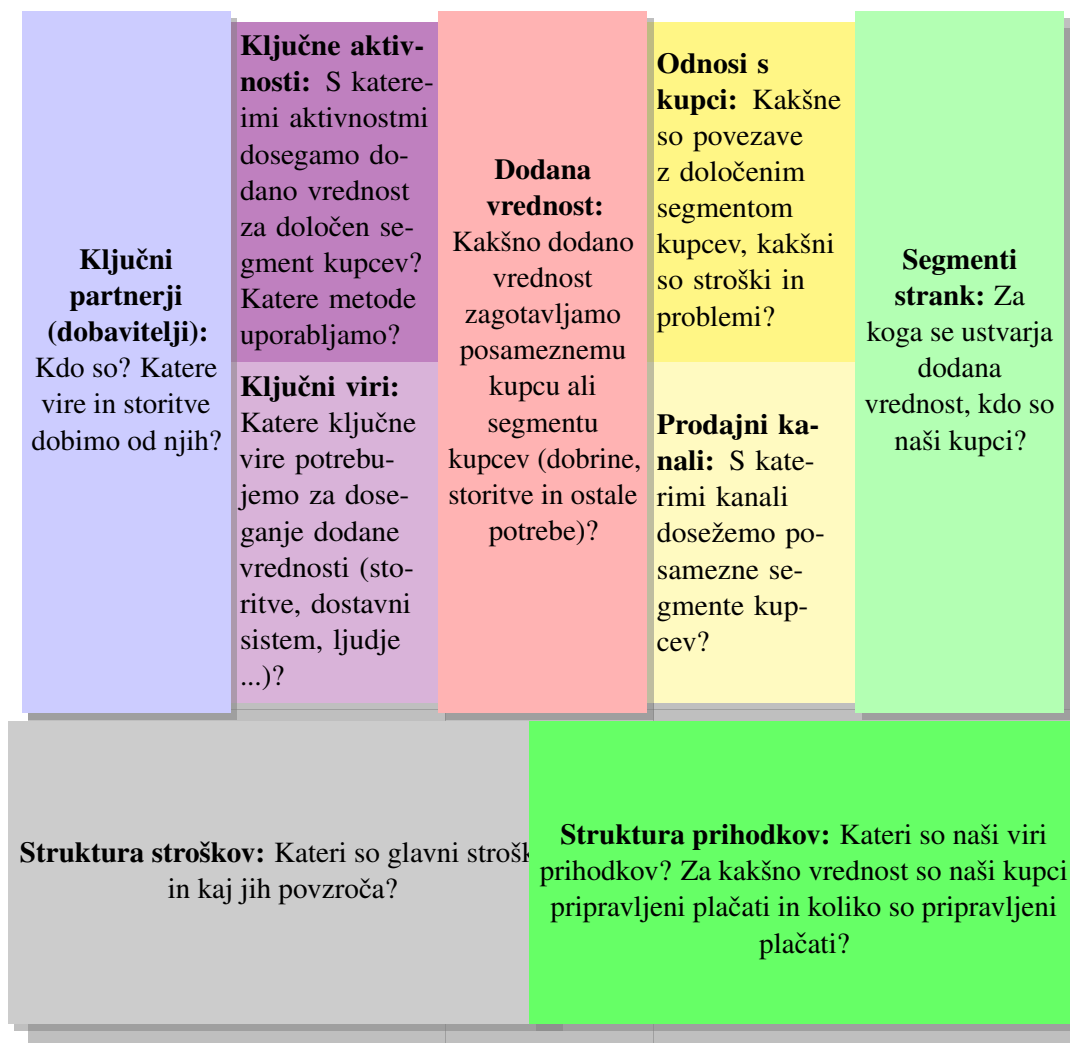 Ključni
partnerji
(dobavitelji):
Kdo so? Katere
vire in storitve
dobimo od njih?
Ključne aktiv-
nosti: S katere-
imi aktivnostmi
dosegamo do-
dano vrednost
za določen se-
gment kupcev?
Katere metode
uporabljamo?
Ključni viri:
Katere ključne
vire potrebu-
jemo za dose-
ganje dodane
vrednosti (sto-
ritve, dostavni
sistem, ljudje
...)?
Dodana
vrednost:
Kakšno dodano
vrednost
zagotavljamo
posameznemu
kupcu ali
segmentu
kupcev (dobrine,
storitve in ostale
potrebe)?
Odnosi s
kupci: Kakšne
so povezave
z določenim
segmentom
kupcev, kakšni
so stroški in
problemi?
Prodajni ka-
nali: S kate-
rimi kanali
dosežemo po-
samezne se-
gmente kup-
cev?
Segmenti
strank: Za
koga se ustvarja
dodana
vrednost, kdo so
naši kupci?
Struktura stroškov: Kateri so glavni
in kaj jih povzroča?
Struktura prihodkov: Kateri so naši viri
prihodkov? Za kakšno vrednost so naši kupci
pripravljeni plačati in koliko so pripravljeni
plačati?